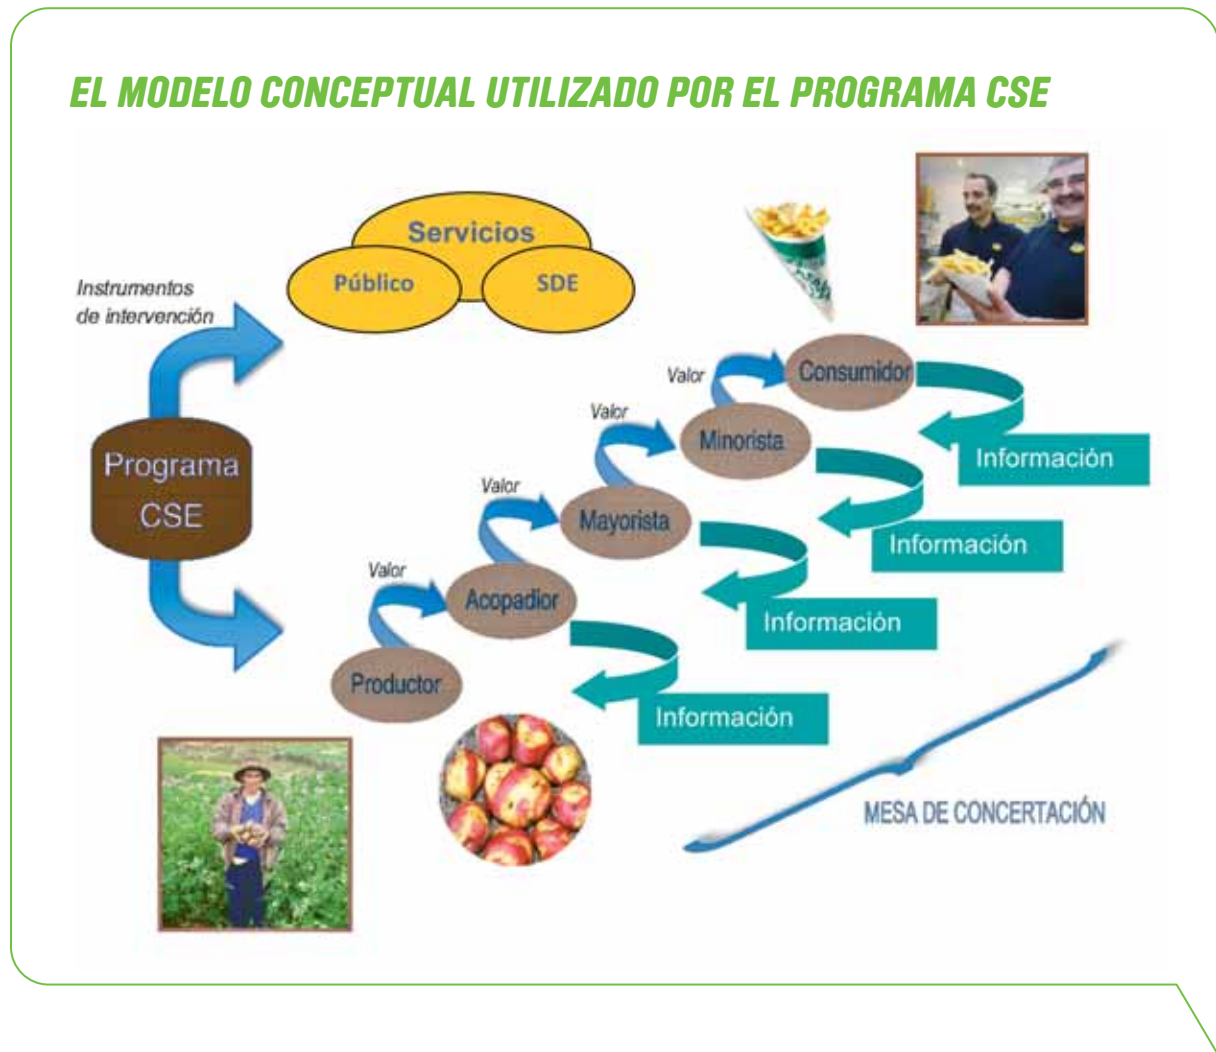 EL MODELO CONCEPTUAL UTILIZADO POR EL PROGRAMA CSE
Servicios
Público
SDE
Instrumentos
de intervención
Programa
CSE
Valor
Consumidor
Información
Valor
Minorista
Información
Valor
Mayorista
Información
Valor
Acopadior
Información
Productor
MESA DE CONCERTACIÓN